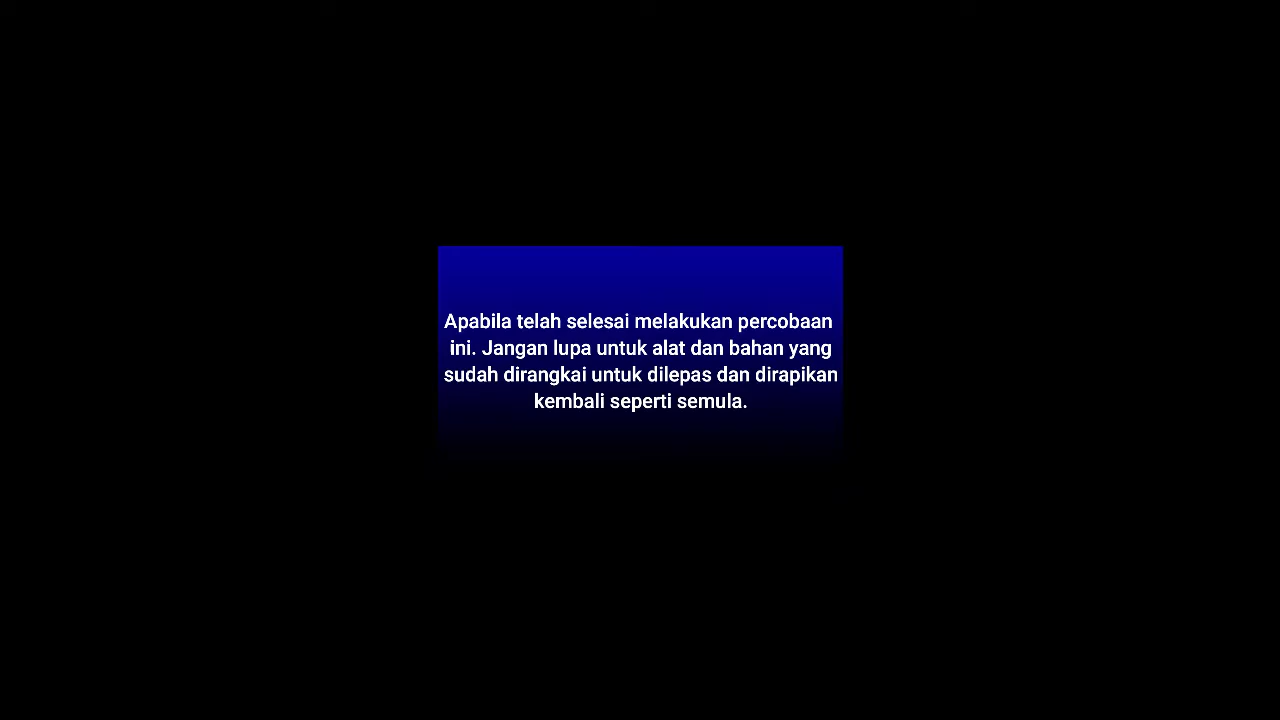 Apabila telah selesai melakukan percobaan
ini. Jangan lupa untuk alat dan bahan yang
sudah dirangkai untuk dilepas dan dirapikan
kembali seperti semula.